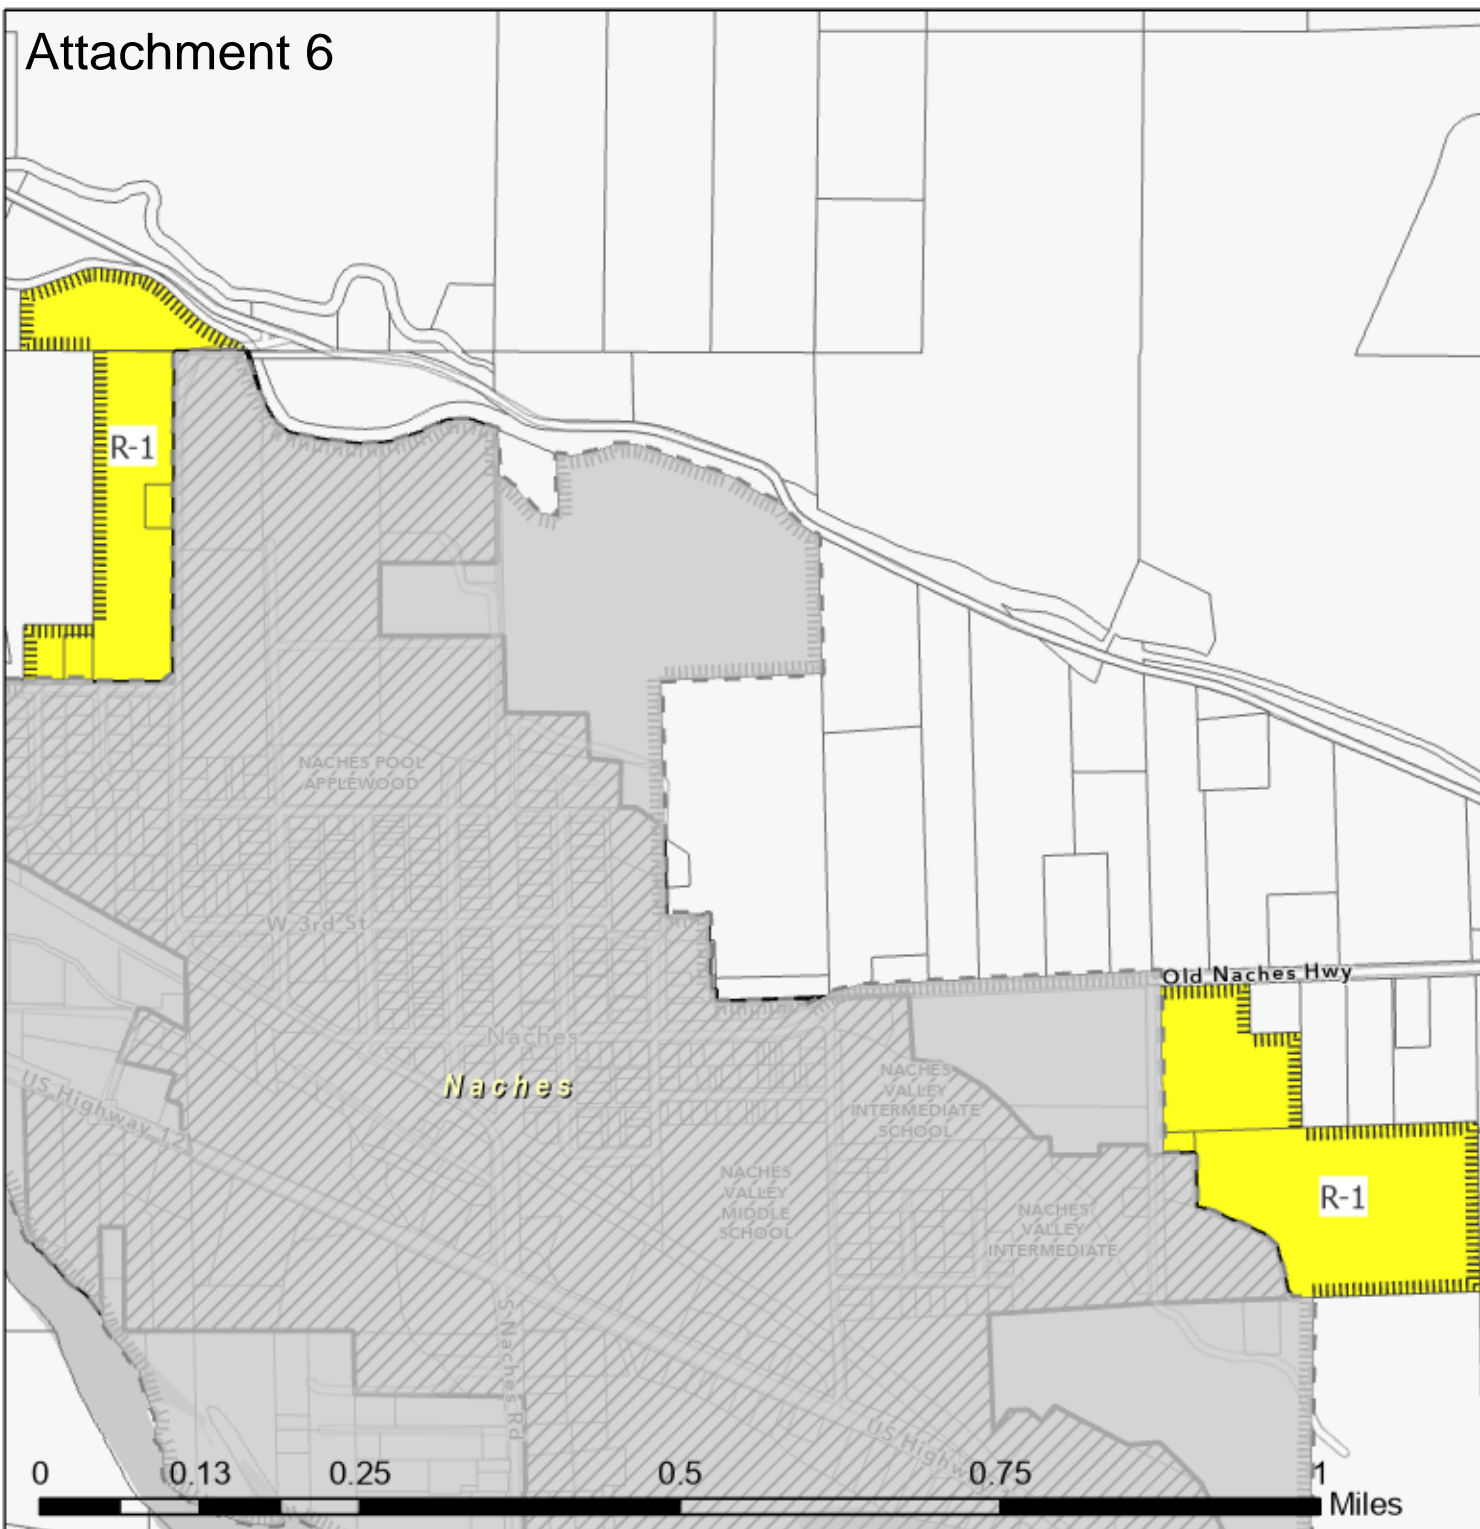 Attachment 6
R-1
NACHES POOL
APPLEWOOD
W 3rd St
Old Naches Hwy
Naches
Naches
NACHES
VALLEY
INTERMEDIATE
SCHOOL
US Highway 12
NACHES
VALLEY
MIDDLE
SCHOOL
R-1
NACHES
VALLEY
INTERMEDIATE
S Naches Rd
US Highw
0 0.13 0.25 0.5 0.75 1
Miles